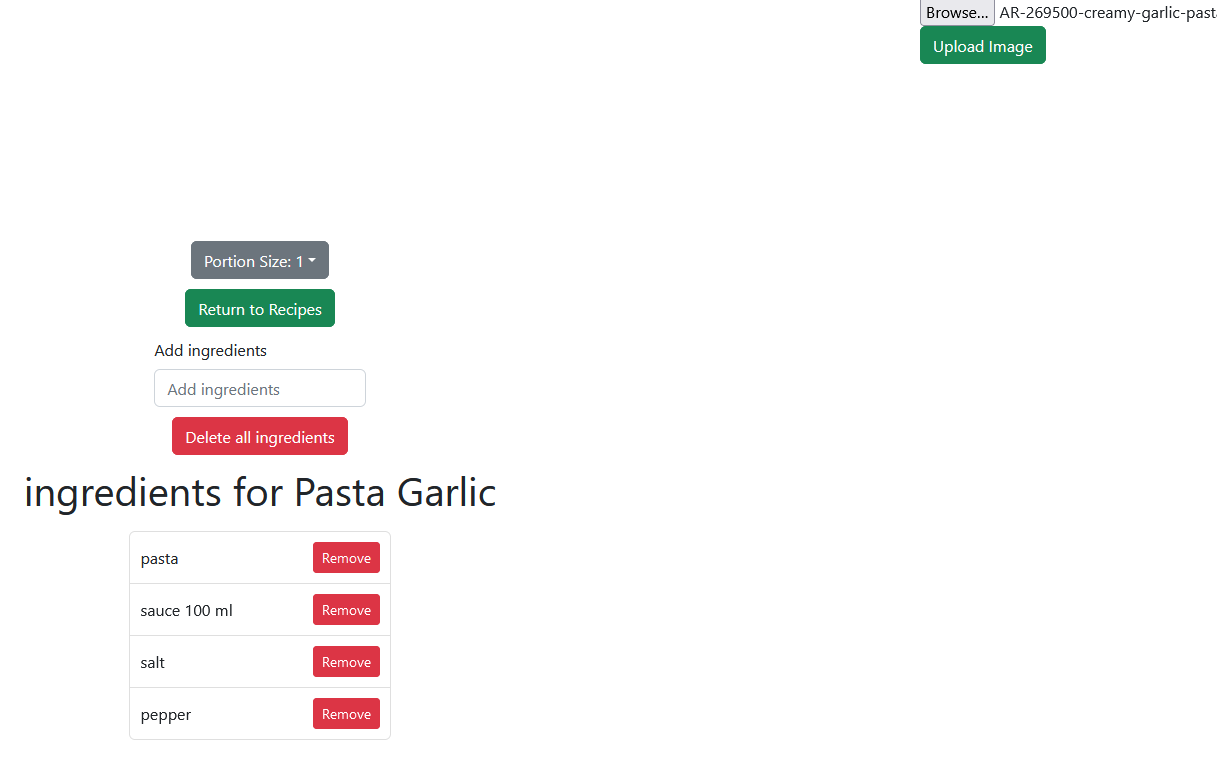 Browse... AR-269500-creamy-garlic-past
Upload Image
Portion Size: 1
Return to Recipes
Add ingredients
Add ingredients
Delete all ingredients
ingredients for Pasta Garlic
pasta Remove
sauce 100 ml Remove
salt Remove
pepper Remove